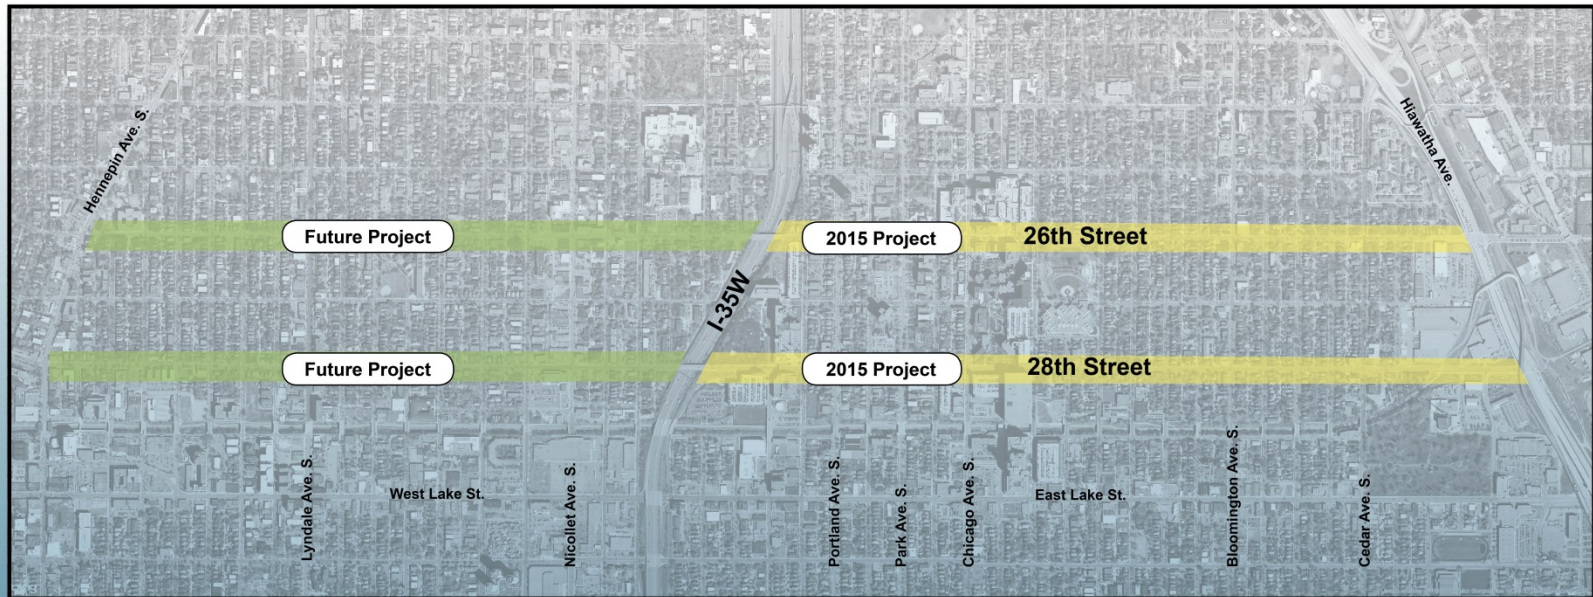 Hennepin Ave. S.
Hiawatha Ave.
Future Project
2015 Project
26th Street
I-35W
Future Project
2015 Project
28th Street
Lyndale Ave. S.
West Lake St.
Nicollet Ave. S.
Portland Ave. S.
Park Ave. S.
Chicago Ave. S.
East Lake St.
Bloomington Ave. S.
Cedar Ave. S.